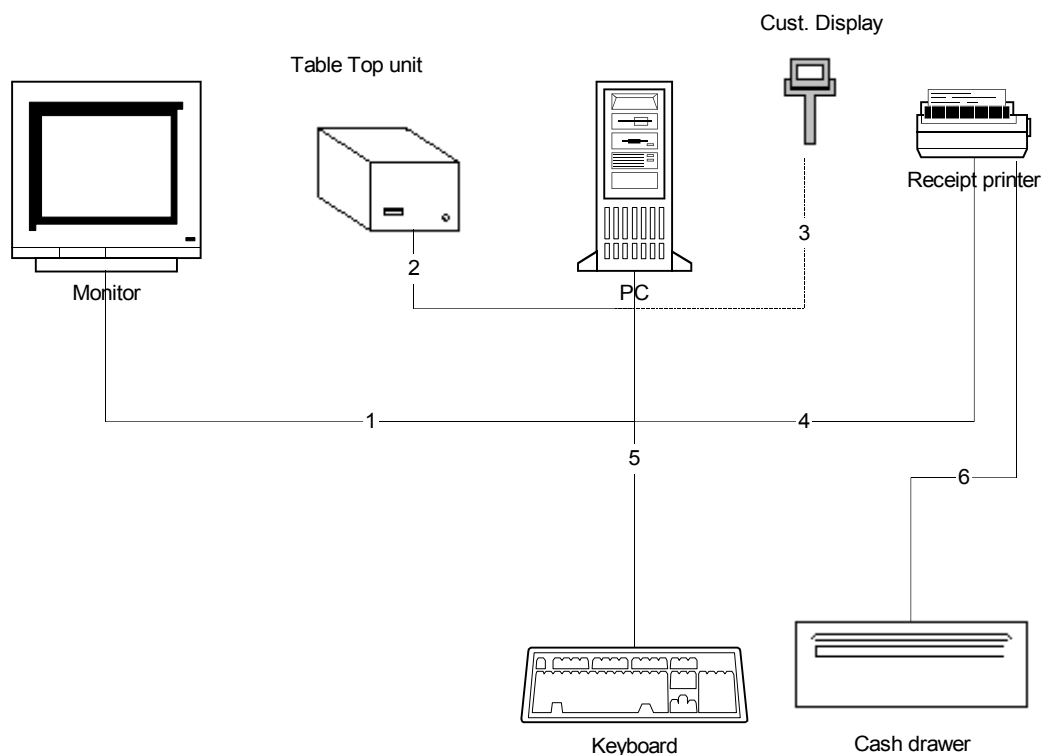 Cust. Display
Table Top unit
Receipt printer
3
2
Monitor
PC
1
4
5
6
Keyboard
Cash drawer